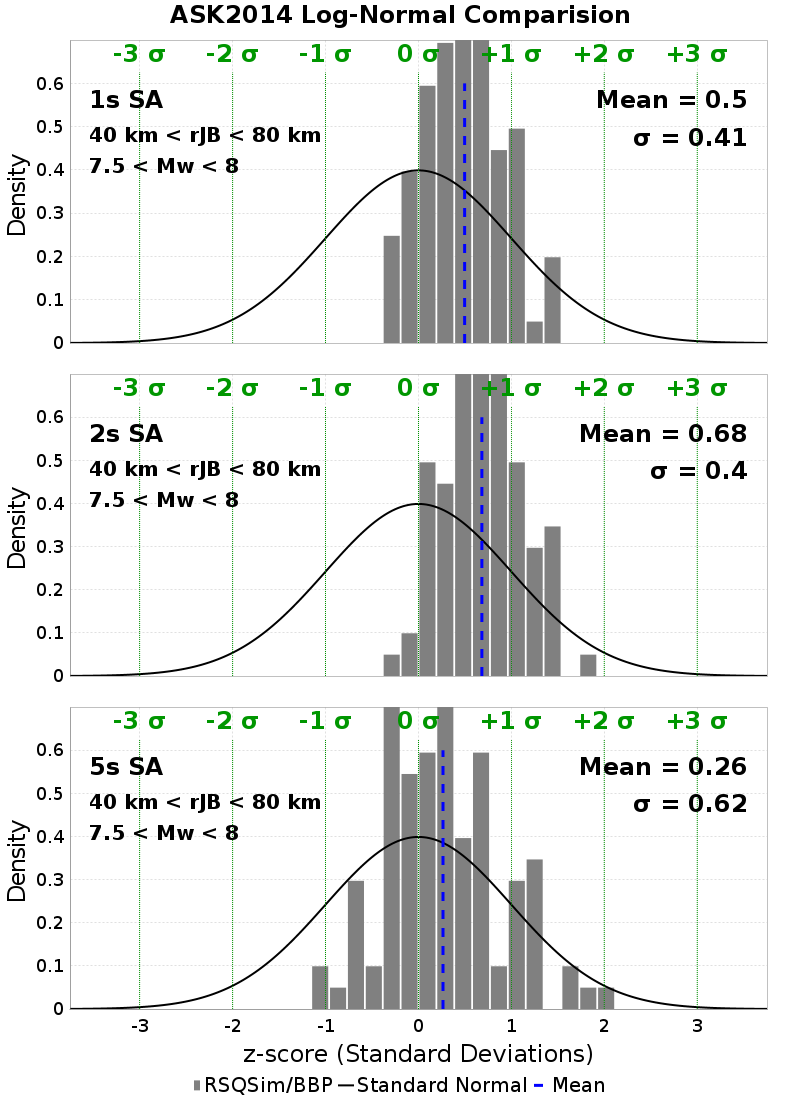 ASK2014 Log-Normal Comparision
-3 σ -2 σ -1 σ 0 σ +1 σ +2 σ +3 σ
1s SA
Mean = 0.5
40 km < rJB < 80 km
σ = 0.41
7.5 < Mw < 8
0.6
0.5
0.4
0.3
0.2
0.1
0
Density
-3 σ -2 σ -1 σ 0 σ +1 σ +2 σ +3 σ
2s SA
Mean = 0.68
40 km < rJB < 80 km
σ = 0.4
7.5 < Mw < 8
0.6
0.5
0.4
0.3
0.2
0.1
0
Density
-3 σ -2 σ -1 σ 0 σ +1 σ +2 σ +3 σ
5s SA
Mean = 0.26
40 km < rJB < 80 km
σ = 0.62
7.5 < Mw < 8
0.6
0.5
0.4
0.3
0.2
0.1
0
Density
-3 -2 -1 0 1 2 3
z-score (Standard Deviations)
RSQSim/BBP Standard Normal Mean